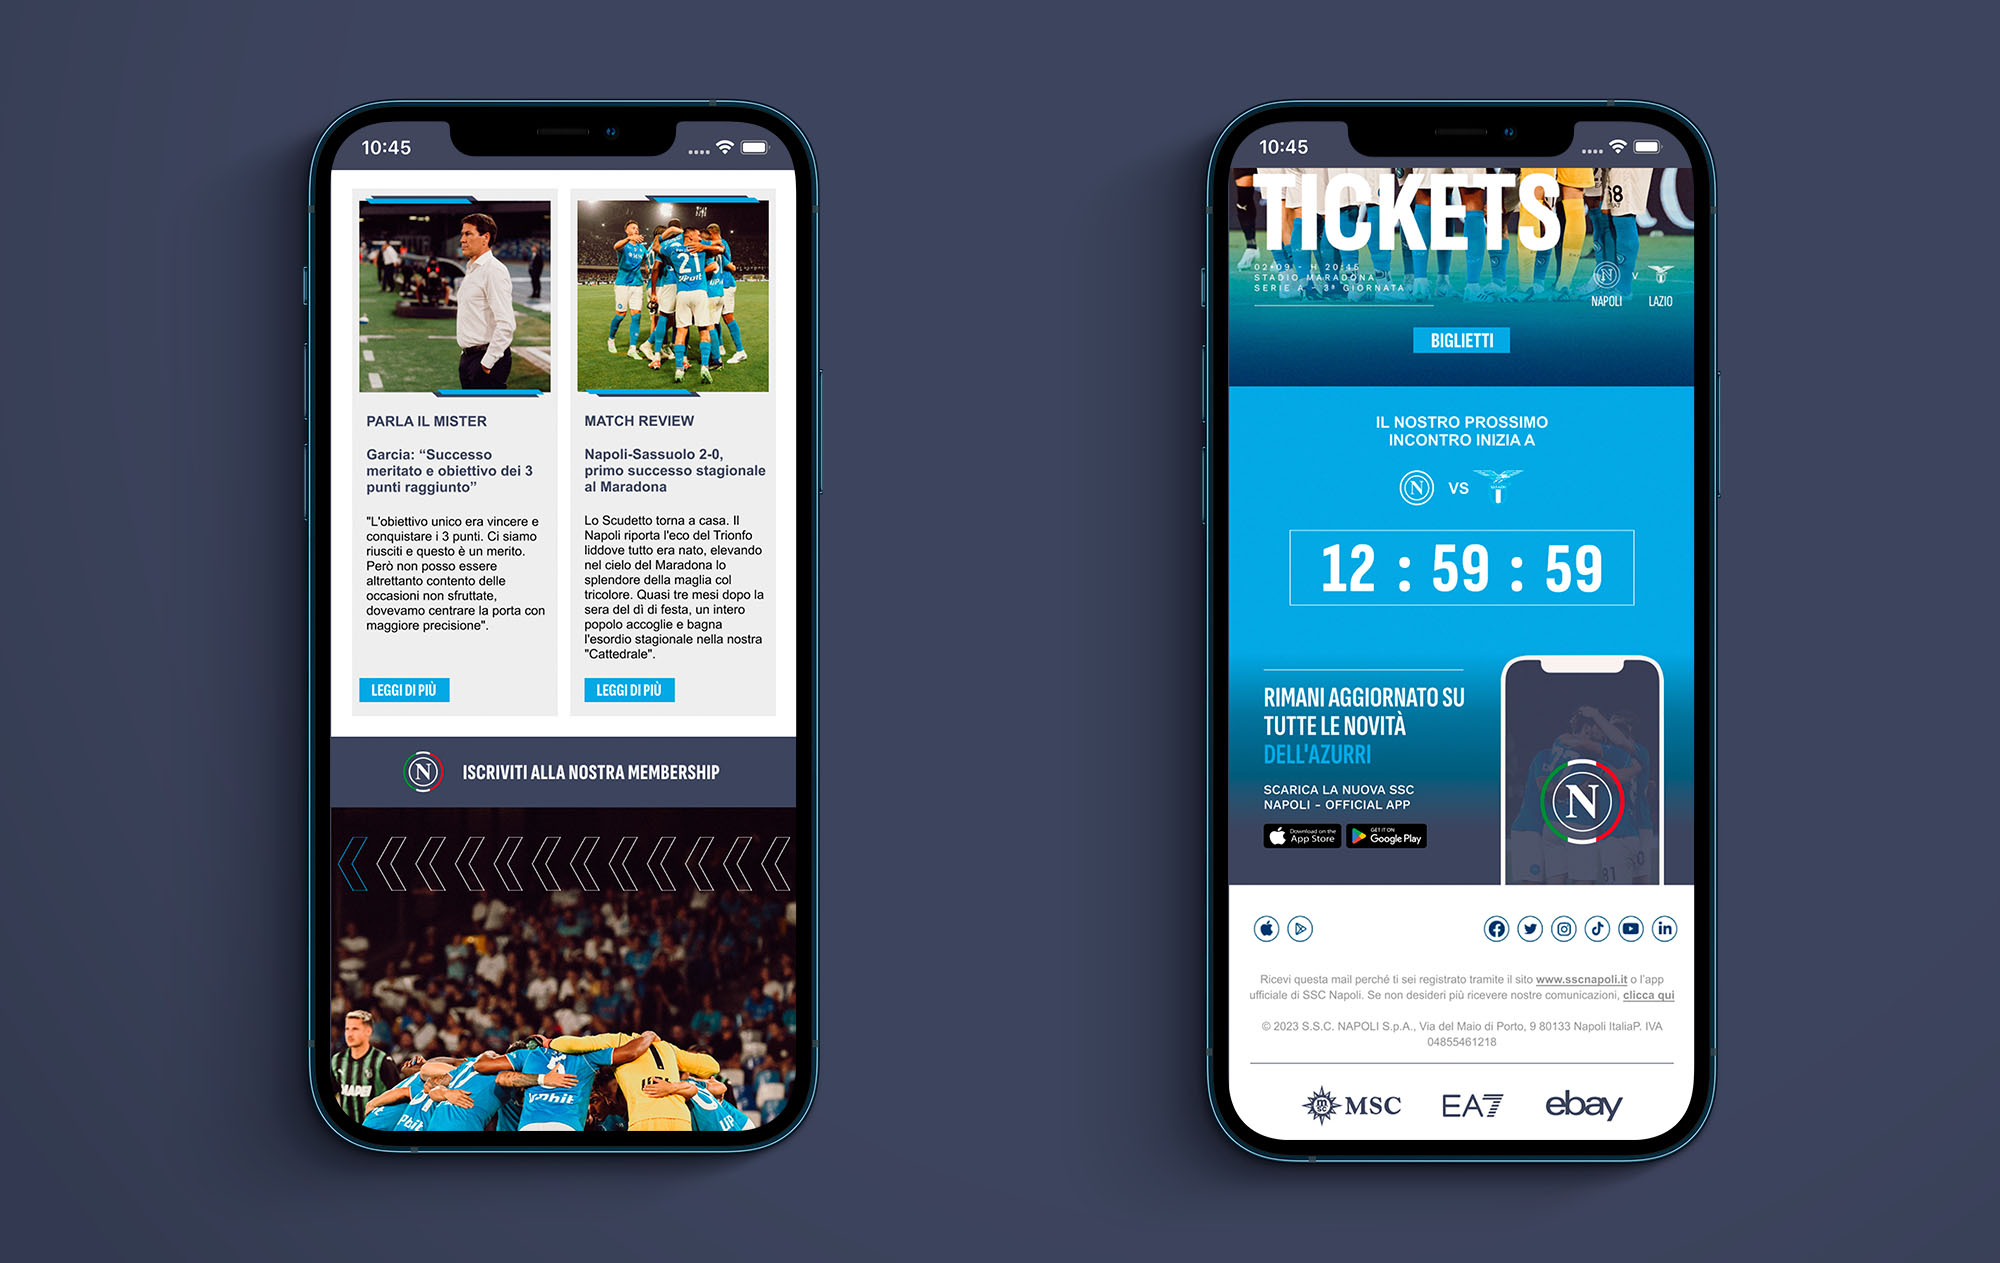 10:45
PARLA IL MISTER
Garcia: “Successo
meritato e obiettivo dei 3
punti raggiunto”
"L'obiettivo unico era vincere e
conquistare i 3 punti. Ci siamo
riusciti e questo è un merito.
Però non posso essere
altrettanto contento delle
occasioni non sfruttate,
dovevamo centrare la porta con
maggiore precisione".
LEGGI DI PIÙ
21
MATCH REVIEW
Napoli-Sassuolo 2-0,
primo successo stagionale
al Maradona
Lo Scudetto torna a casa. Il
Napoli riporta l'eco del Trionfo
liddove tutto era nato, elevando
nel cielo del Maradona lo
splendore della maglia col
tricolore. Quasi tre mesi dopo la
sera del dì di festa, un intero
popolo accoglie e bagna
l'esordio stagionale nella nostra
"Cattedrale".
LEGGI DI PIÙ
N
ISCRIVITI ALLA NOSTRA MEMBERSHIP
MAPEI
10:45
TICKETS
02-09 - H 20:45
STADIO MARADONA
SERIE A - 3ª GIORNATA
N V
NAPOLI LAZIO
BIGLIETTI
IL NOSTRO PROSSIMO
INCONTRO INIZIA A
N VS
12 : 59 : 59
RIMANI AGGIORNATO SU
TUTTE LE NOVITÀ
DELL'AZURRI
SCARICA LA NUOVA SSC
NAPOLI - OFFICIAL APP
Download on the
App Store
GET IT ON
Google Play
N
Ricevi questa mail perché ti sei registrato tramite il sito www.sscnapoli.it o l'app
ufficiale di SSC Napoli. Se non desideri più ricevere nostre comunicazioni, clicca qui
© 2023 S.S.C. NAPOLI S.p.A., Via del Maio di Porto, 9 80133 Napoli ItaliaP. IVA
04855461218
MSC EA7 ebay